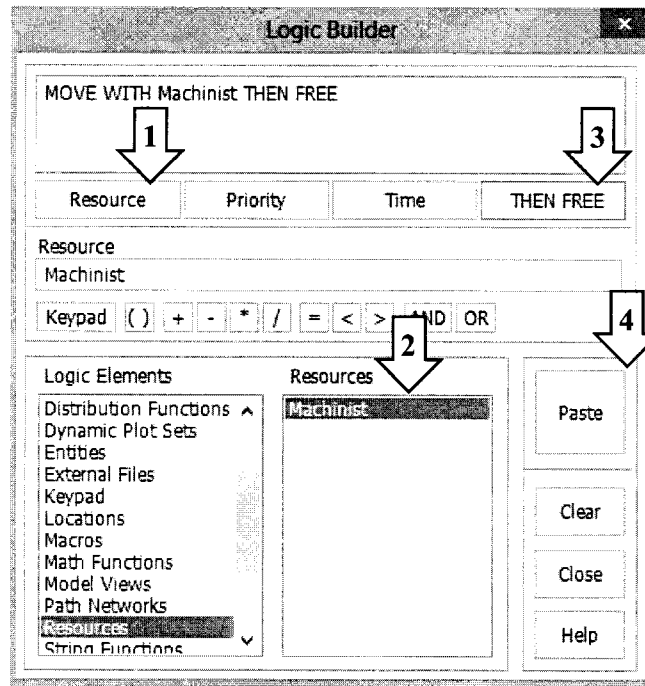 Logic Builder
×
MOVE WITH Machinist THEN FREE
1
3
Resource Priority Time THEN FREE
Resource
Machinist
Keypad ( ) + - * / = < > AND OR
2
4
Logic Elements
Resources
Distribution Functions
Dynamic Plot Sets
Entities
External Files
Keypad
Locations
Macros
Math Functions
Model Views
Path Networks
Resources
String Functions
Machinist
Paste
Clear
Close
Help